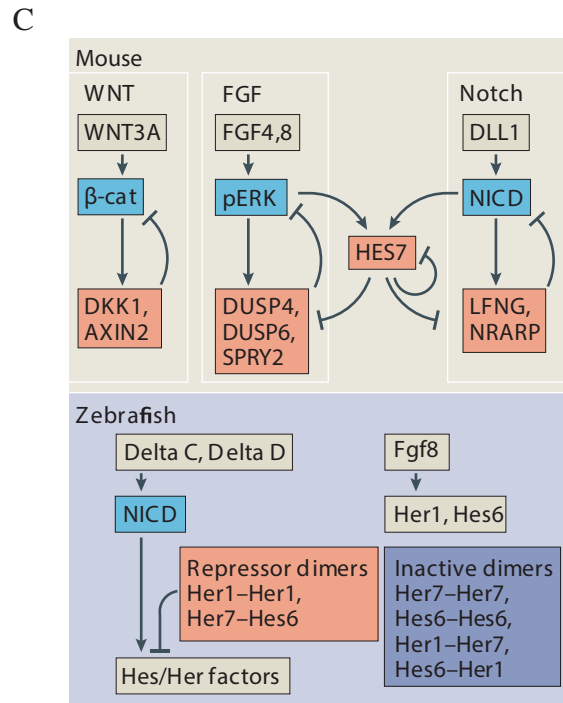 C
Mouse
WNT
WNT3A
β-cat
DKK1,
AXIN2
FGF
FGF4,8
pERK
DUSP4,
DUSP6,
SPRY2
HES7
Notch
DLL1
NICD
LFNG,
NRARP
Zebrafish
Delta C, Delta D
NICD
Repressor dimers
Her1–Her1,
Her7–Hes6
Hes/Her factors
Fgf8
Her1, Hes6
Inactive dimers
Her7–Her7,
Hes6–Hes6,
Her1–Her7,
Hes6–Her1